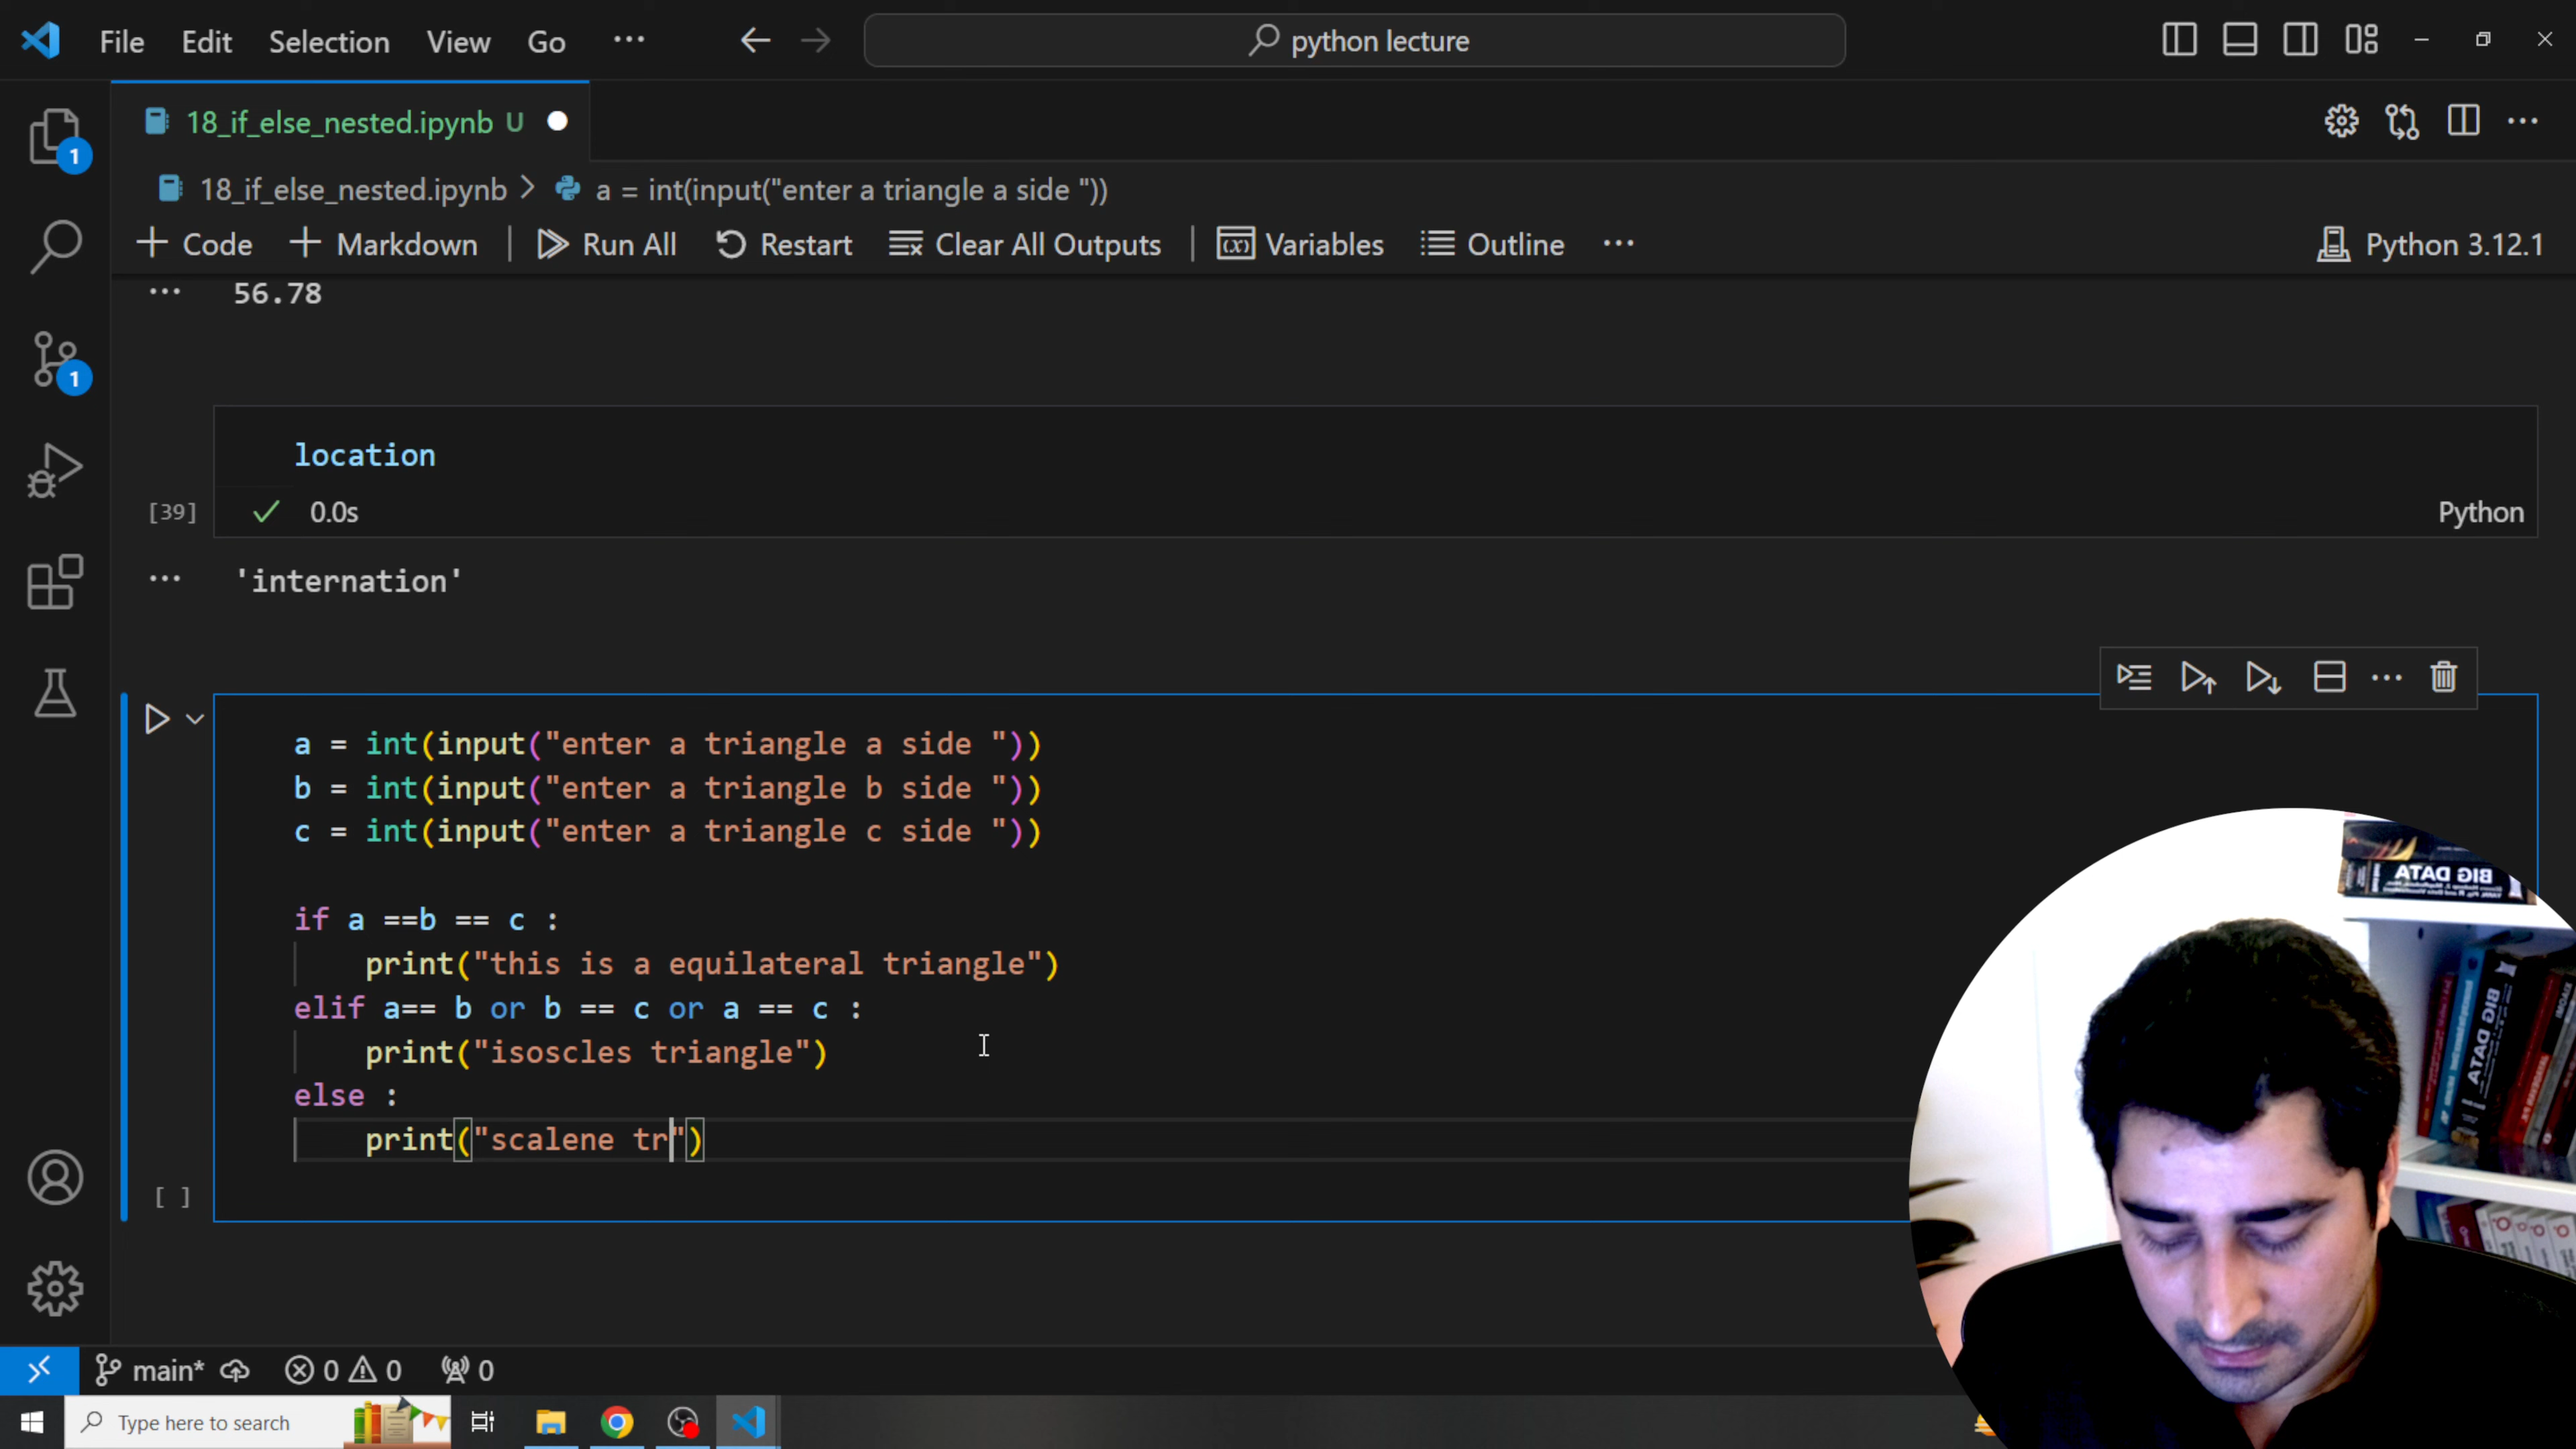 File Edit Selection View Go ... python lecture
18_if_else_nested.ipynb U
18_if_else_nested.ipynb > a = int(input("enter a triangle a side "))
+ Code + Markdown | Run All Restart Clear All Outputs | (x) Variables Outline ... Python 3.12.1
... 56.78
location
[39] 0.0s Python
... 'internation'
a = int(input("enter a triangle a side "))
b = int(input("enter a triangle b side "))
c = int(input("enter a triangle c side "))
if a ==b == c :
print("this is a equilateral triangle")
elif a== b or b == c or a == c :
print("isoscles triangle")
else :
print("scalene tr")
[ ]
1
1
BIG DATA
BIG DATA
main* 0 0 0
Type here to search